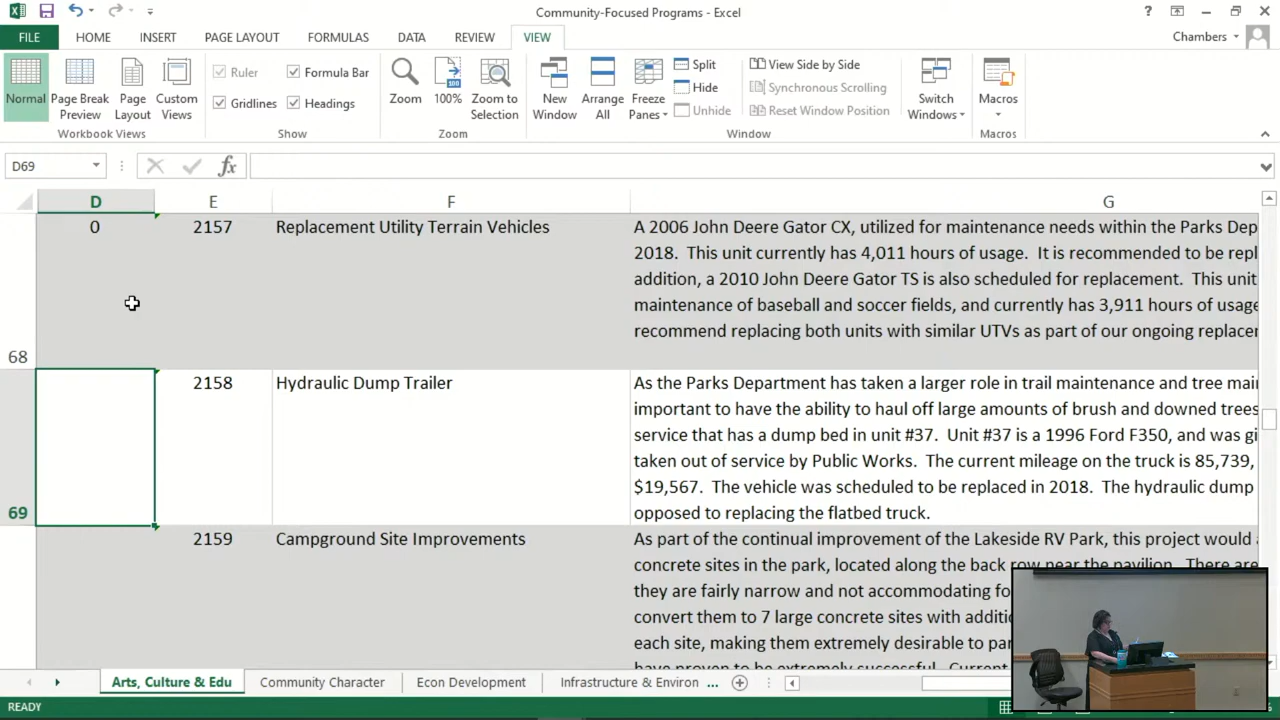 Community-Focused Programs - Excel
?
FILE HOME INSERT PAGE LAYOUT FORMULAS DATA REVIEW VIEW Chambers
Normal
Page Break Preview
Page Layout
Custom Views
Workbook Views
Ruler
Formula Bar
Gridlines
Headings
Show
Zoom
100%
Zoom to Selection
Zoom
New Window
Arrange All
Freeze Panes
Split
Hide
Unhide
View Side by Side
Synchronous Scrolling
Reset Window Position
Window
Switch Windows
Macros
Macros
D69
fx
D E F G
0 2157 Replacement Utility Terrain Vehicles A 2006 John Deere Gator CX, utilized for maintenance needs within the Parks Dep
2018. This unit currently has 4,011 hours of usage. It is recommended to be repl
addition, a 2010 John Deere Gator TS is also scheduled for replacement. This unit
maintenance of baseball and soccer fields, and currently has 3,911 hours of usage
recommend replacing both units with similar UTVs as part of our ongoing replacer
68
2158 Hydraulic Dump Trailer As the Parks Department has taken a larger role in trail maintenance and tree mai
important to have the ability to haul off large amounts of brush and downed trees
service that has a dump bed in unit #37. Unit #37 is a 1996 Ford F350, and was gi
taken out of service by Public Works. The current mileage on the truck is 85,739,
$19,567. The vehicle was scheduled to be replaced in 2018. The hydraulic dump
69 opposed to replacing the flatbed truck.
2159 Campground Site Improvements As part of the continual improvement of the Lakeside RV Park, this project would
concrete sites in the park, located along the back row near the pavilion. There are
they are fairly narrow and not accommodating fo
convert them to 7 large concrete sites with additi
each site, making them extremely desirable to par
have proven to be extremely successful. Current
Arts, Culture & Edu Community Character Econ Development Infrastructure & Environ ...
READY